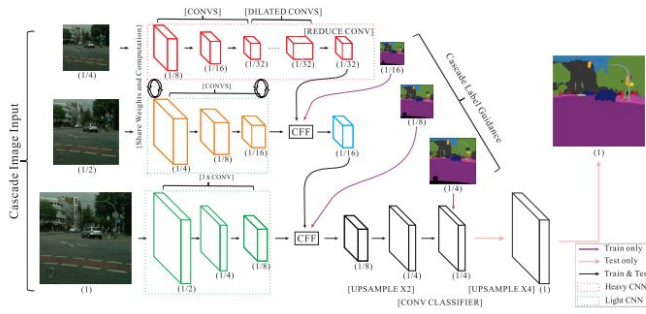 [CONVS] [DILATED CONVS]
[REDUCE CONV]
(1/4) (1/8) (1/16) (1/32) (1/32) (1/32) (1/16)
Cascade Image Input
[Share Weights and Computation]
Cascade Label Guidance
[CONVS]
CFF
(1/2) (1/4) (1/8) (1/16) (1/16) (1/8)
(1)
[3 x CONV]
CFF
(1/4)
(1) (1/2) (1/4) (1/8) (1/8) (1/4) (1/4) (1)
[UPSAMPLE X2] [UPSAMPLE X4]
[CONV CLASSIFIER]
Train only
Test only
Train & Test
Heavy CNN
Light CNN